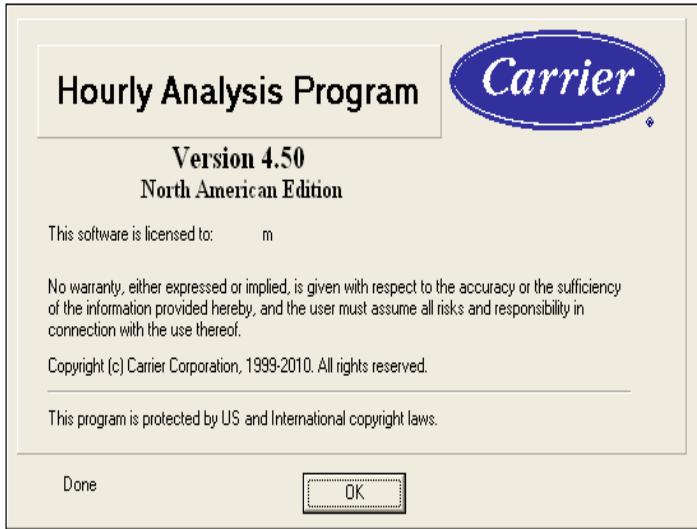 Hourly Analysis Program
Carrier
®
Version 4.50
North American Edition
This software is licensed to: m
No warranty, either expressed or implied, is given with respect to the accuracy or the sufficiency
of the information provided hereby, and the user must assume all risks and responsibility in
connection with the use thereof.
Copyright (c) Carrier Corporation, 1999-2010. All rights reserved.
This program is protected by US and International copyright laws.
Done
OK